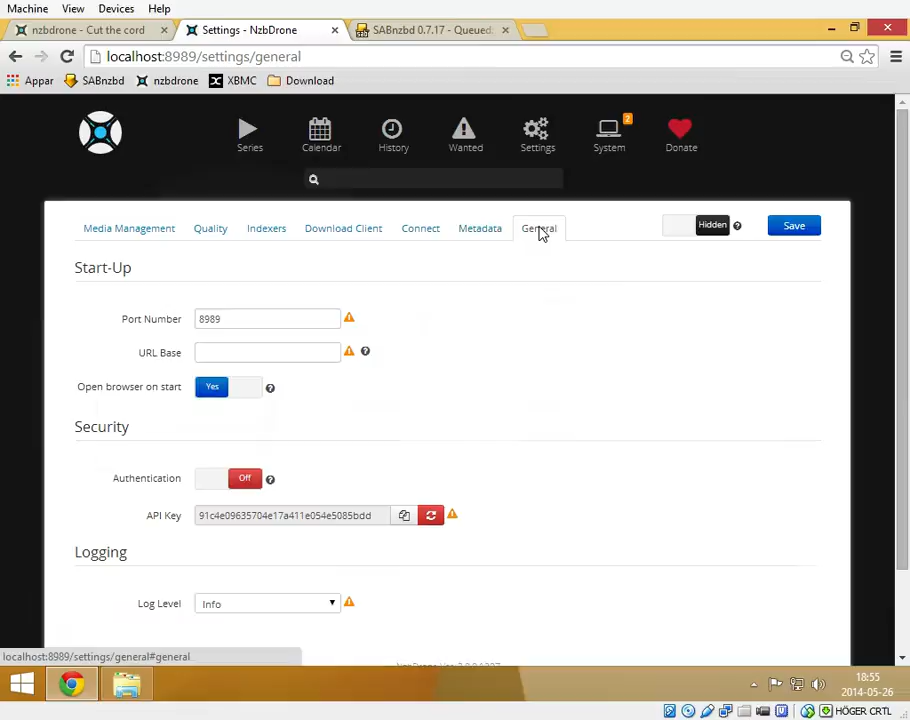 Machine View Devices Help
nzbdrone - Cut the cord Settings - NzbDrone SABnzbd 0.7.17 - Queued:
localhost:8989/settings/general
Appar SABnzbd nzbdrone XBMC Download
2
Series Calendar History Wanted Settings System Donate
Media Management Quality Indexers Download Client Connect Metadata General Hidden Save
Start-Up
Port Number 8989
URL Base
Open browser on start Yes
Security
Authentication Off
API Key 91c4e09635704e17a411e054e5085bdd
Logging
Log Level Info
localhost:8989/settings/general#general
18:55
2014-05-26
HÖGER CRTL